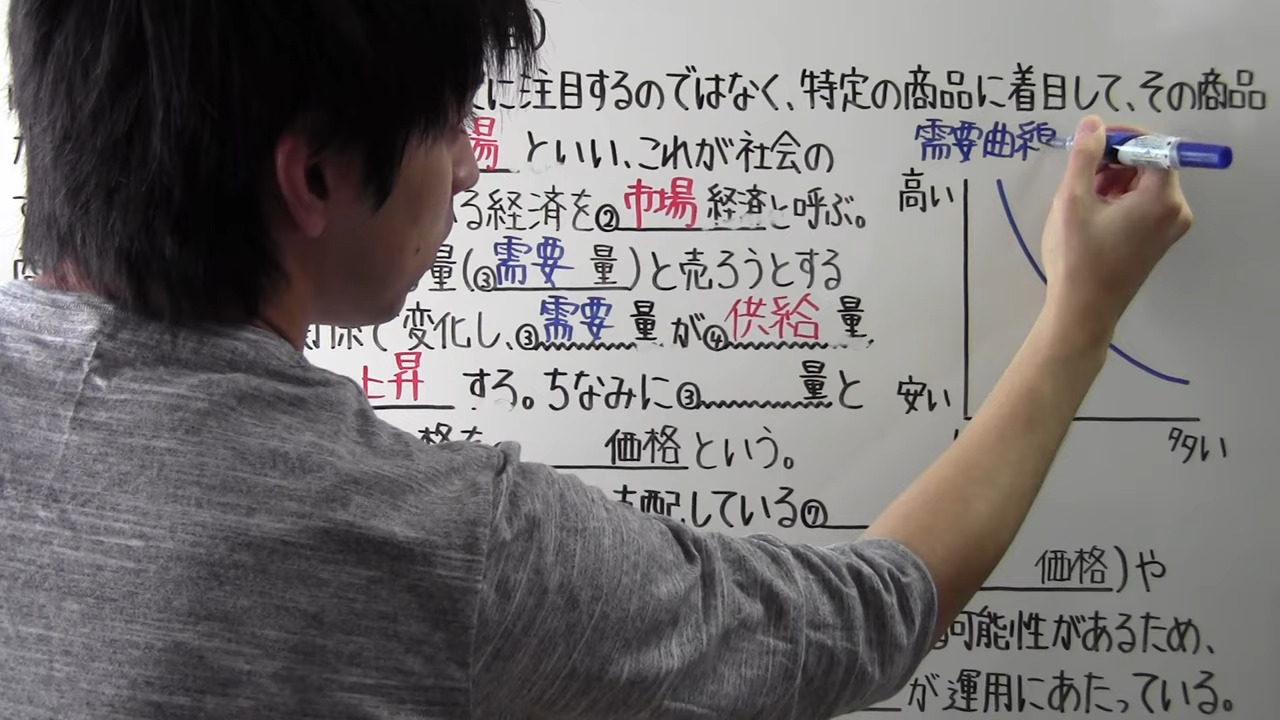 に注目するのではなく、特定の商品に着目して、その商品
場 といい、これが社会の
る経済を② 市場 経済と呼ぶ。
量(③需要 量)と売ろうとする
関係で変化し、③需要 量 が④供給 量、
上昇 する。ちなみに③ 量と
格を 価格という。
支配している⑦
価格)や
可能性があるため、
が運用にあたっている。
需要曲線
高い
安い
多い